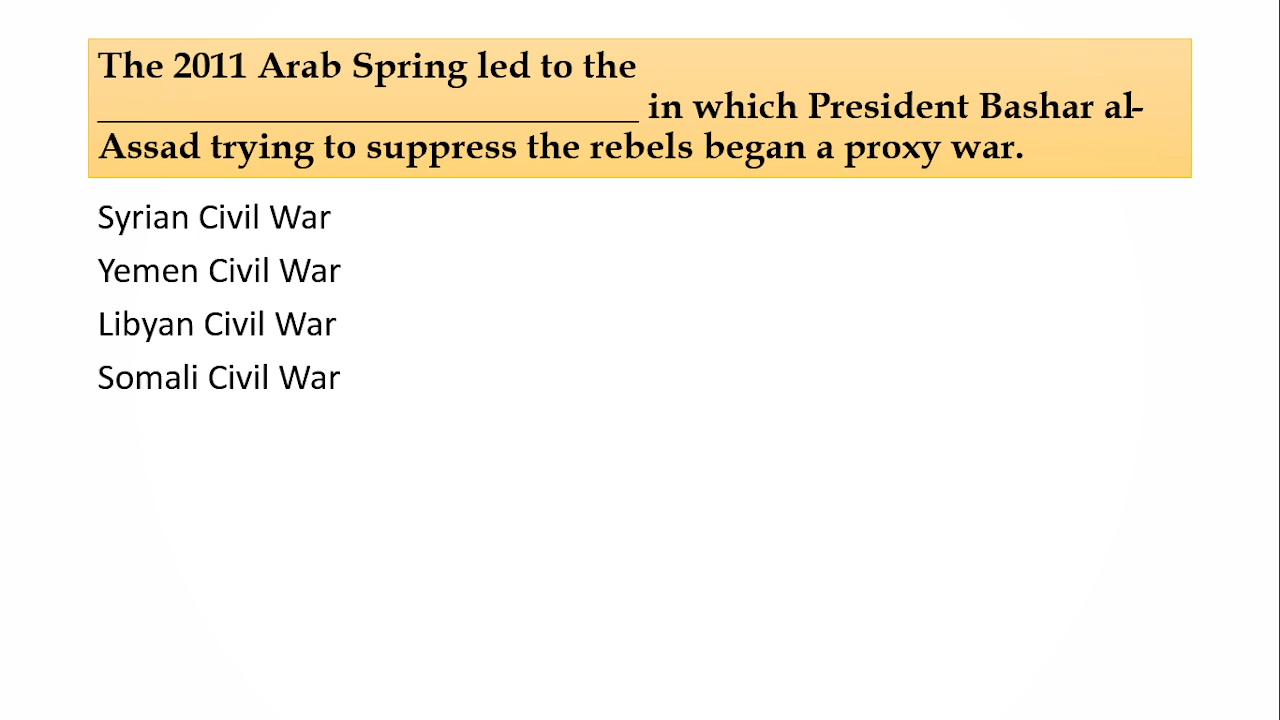 The 2011 Arab Spring led to the
______________________________ in which President Bashar al-
Assad trying to suppress the rebels began a proxy war.
Syrian Civil War
Yemen Civil War
Libyan Civil War
Somali Civil War